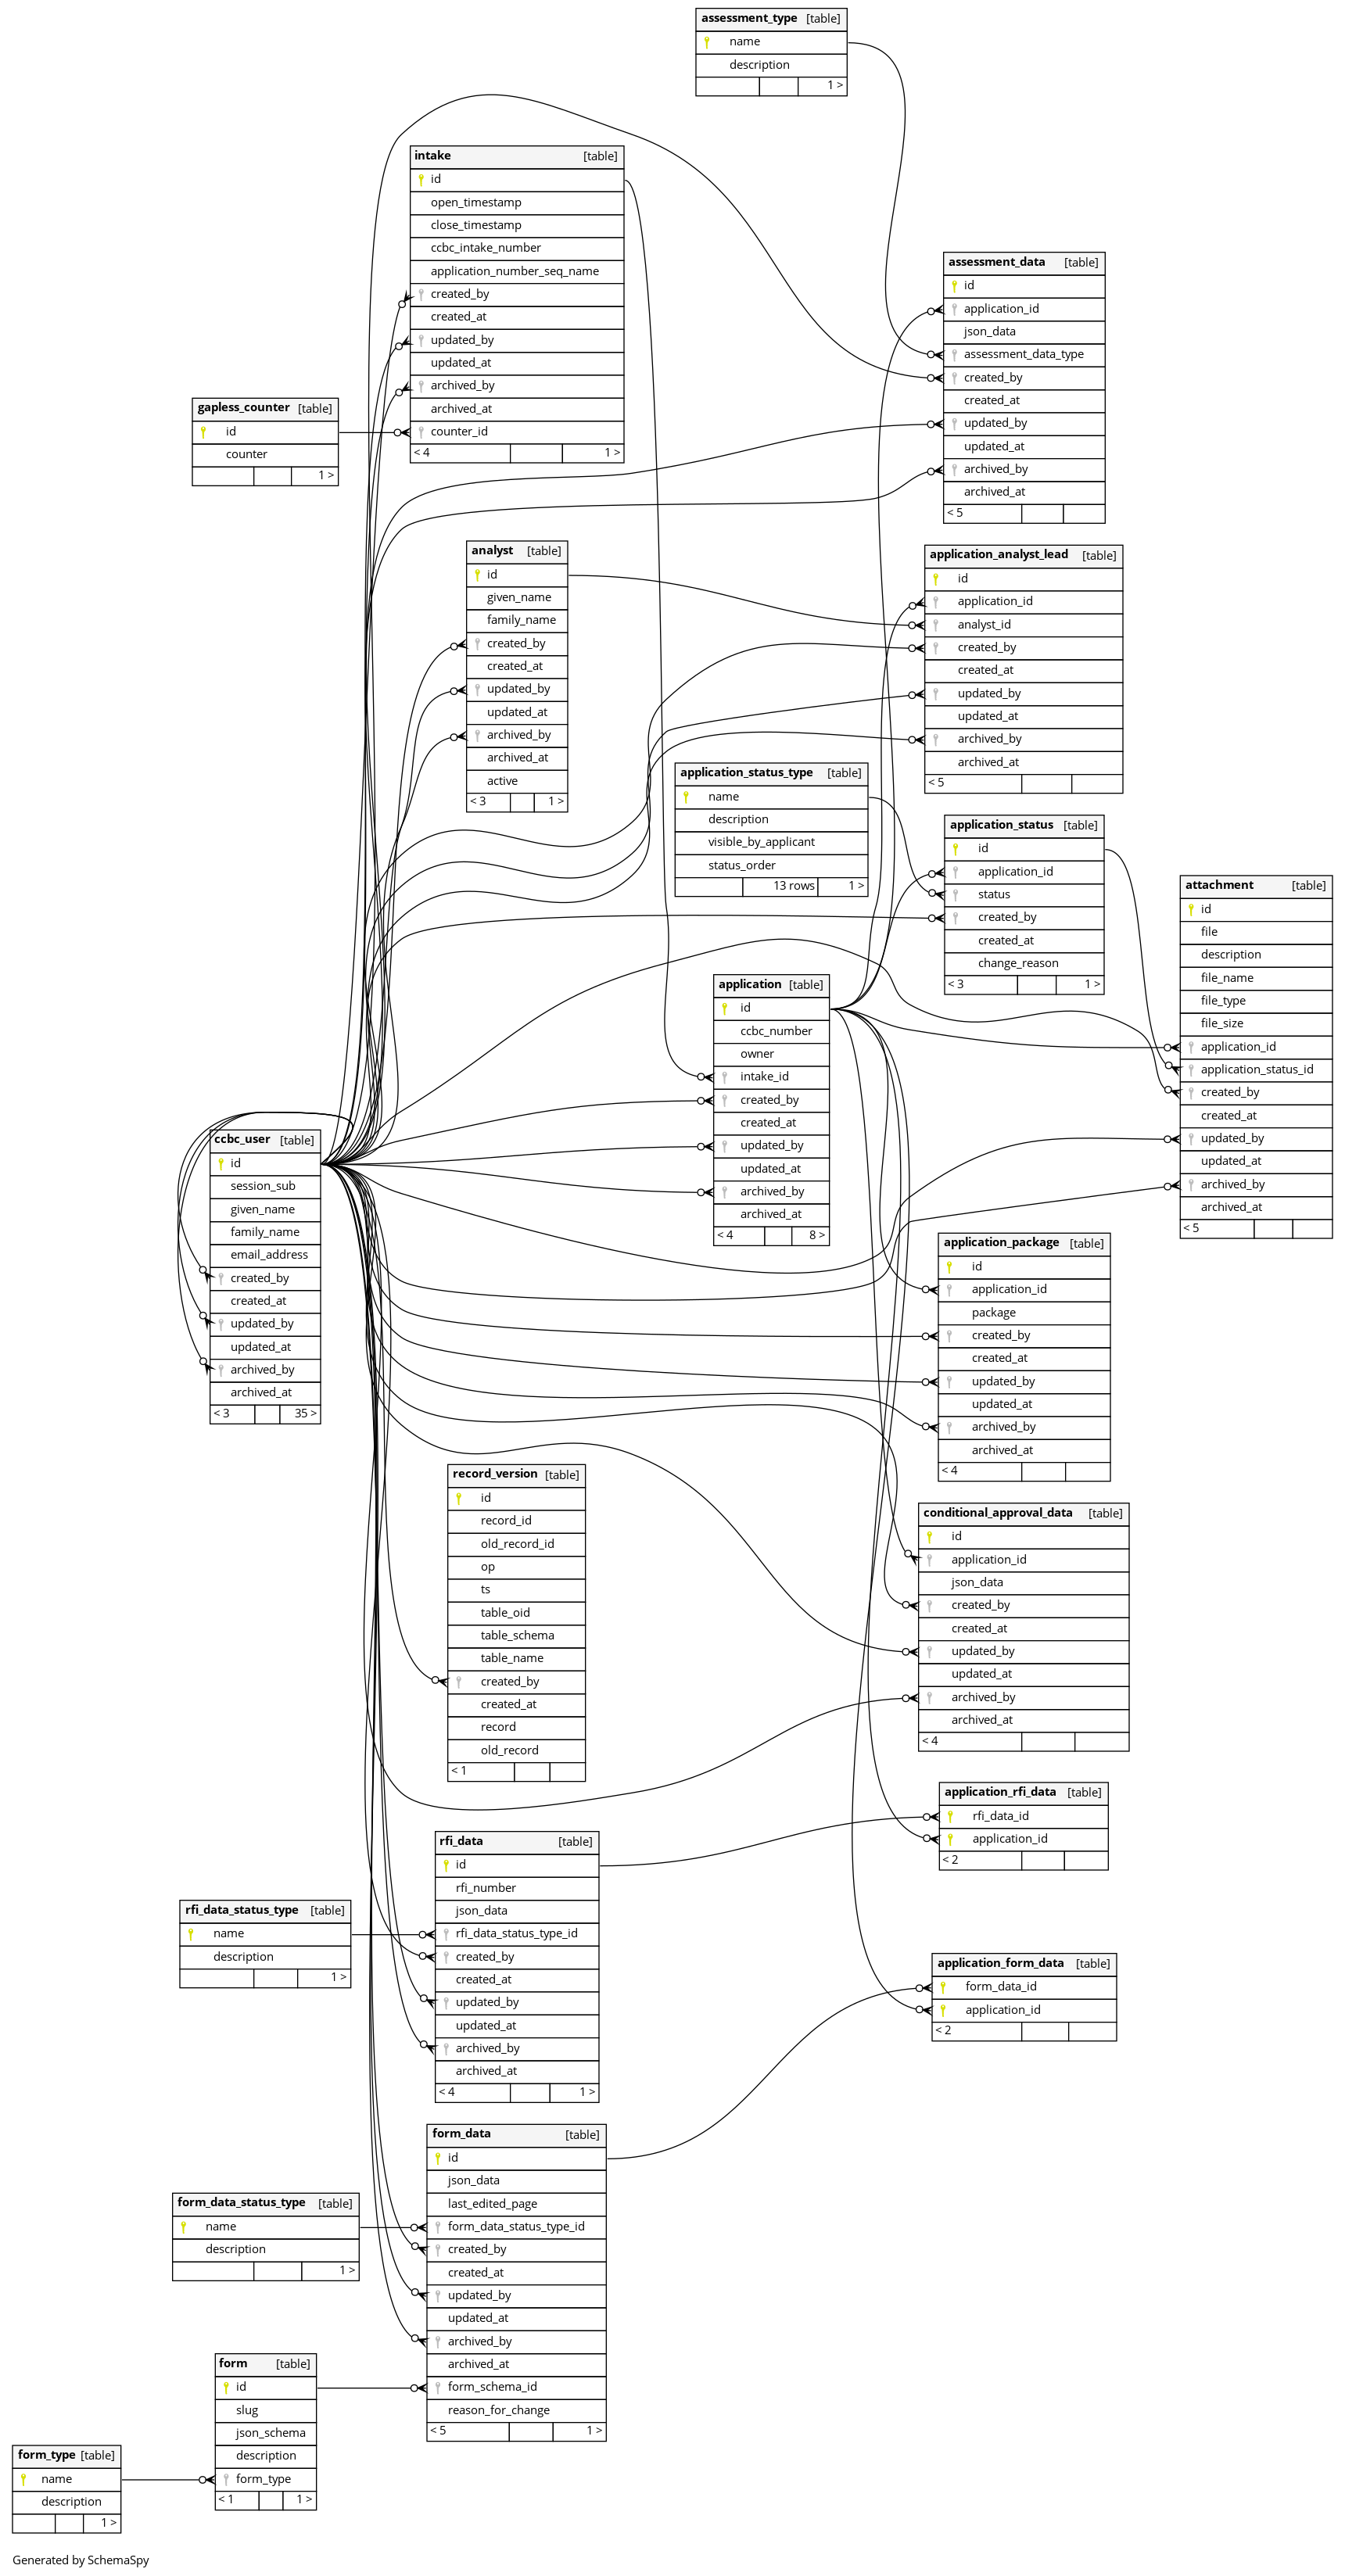 assessment_type [table]
name
description
1 >
intake [table]
id
open_timestamp
close_timestamp
ccbc_intake_number
application_number_seq_name
created_by
created_at
updated_by
updated_at
archived_by
archived_at
counter_id
< 4 1 >
assessment_data [table]
id
application_id
json_data
assessment_data_type
created_by
created_at
updated_by
updated_at
archived_by
archived_at
< 5
gapless_counter [table]
id
counter
1 >
analyst [table]
id
given_name
family_name
created_by
created_at
updated_by
updated_at
archived_by
archived_at
active
< 3 1 >
application_analyst_lead [table]
id
application_id
analyst_id
created_by
created_at
updated_by
updated_at
archived_by
archived_at
< 5
application_status_type [table]
name
description
visible_by_applicant
status_order
13 rows 1 >
application_status [table]
id
application_id
status
created_by
created_at
change_reason
< 3 1 >
attachment [table]
id
file
description
file_name
file_type
file_size
application_id
application_status_id
created_by
created_at
updated_by
updated_at
archived_by
archived_at
< 5
application [table]
id
ccbc_number
owner
intake_id
created_by
created_at
updated_by
updated_at
archived_by
archived_at
< 4 8 >
ccbc_user [table]
id
session_sub
given_name
family_name
email_address
created_by
created_at
updated_by
updated_at
archived_by
archived_at
< 3 35 >
application_package [table]
id
application_id
package
created_by
created_at
updated_by
updated_at
archived_by
archived_at
< 4
record_version [table]
id
record_id
old_record_id
op
ts
table_oid
table_schema
table_name
created_by
created_at
record
old_record
< 1
conditional_approval_data [table]
id
application_id
json_data
created_by
created_at
updated_by
updated_at
archived_by
archived_at
< 4
application_rfi_data [table]
rfi_data_id
application_id
< 2
rfi_data [table]
id
rfi_number
json_data
rfi_data_status_type_id
created_by
created_at
updated_by
updated_at
archived_by
archived_at
< 4 1 >
rfi_data_status_type [table]
name
description
1 >
application_form_data [table]
form_data_id
application_id
< 2
form_data [table]
id
json_data
last_edited_page
form_data_status_type_id
created_by
created_at
updated_by
updated_at
archived_by
archived_at
form_schema_id
reason_for_change
< 5 1 >
form_data_status_type [table]
name
description
1 >
form [table]
id
slug
json_schema
description
form_type
< 1 1 >
form_type [table]
name
description
1 >
Generated by SchemaSpy